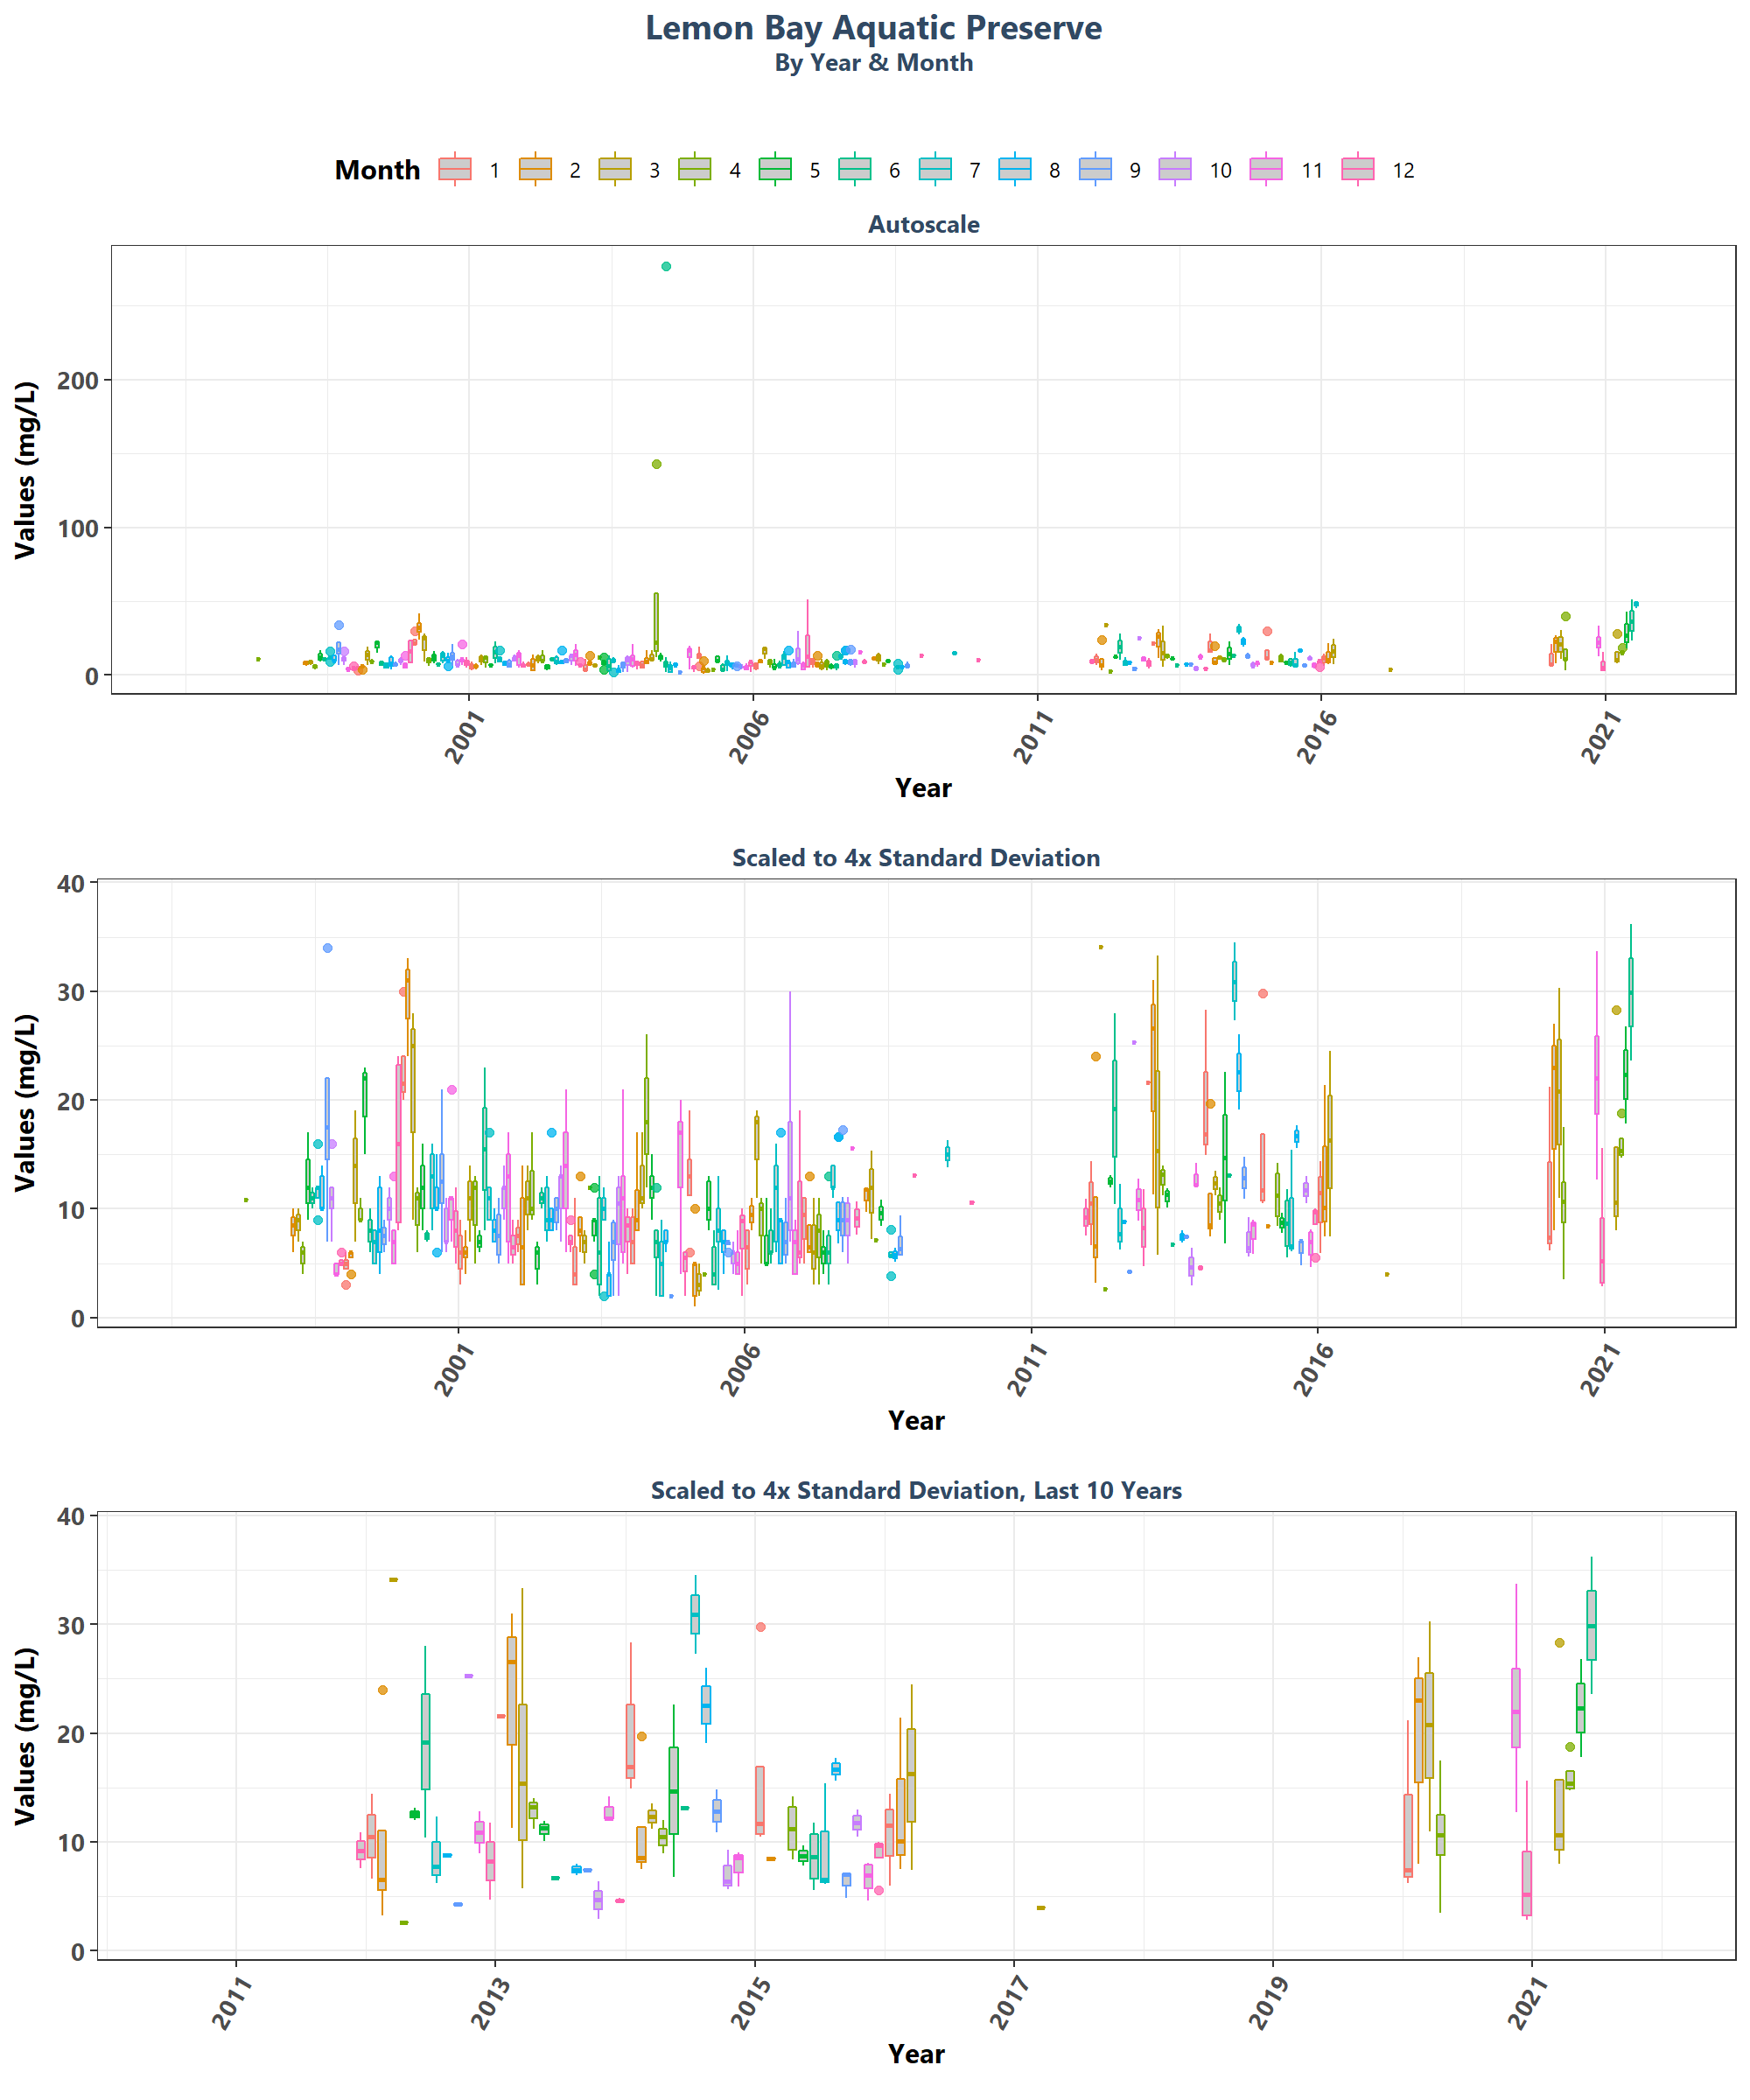 Lemon Bay Aquatic Preserve
By Year & Month
Month 1 2 3 4 5 6 7 8 9 10 11 12
Autoscale
Values (mg/L)
200
100
0
2001 2006 2011 2016 2021
Year
Scaled to 4x Standard Deviation
Values (mg/L)
40
30
20
10
0
2001 2006 2011 2016 2021
Year
Scaled to 4x Standard Deviation, Last 10 Years
Values (mg/L)
40
30
20
10
0
2011 2013 2015 2017 2019 2021
Year